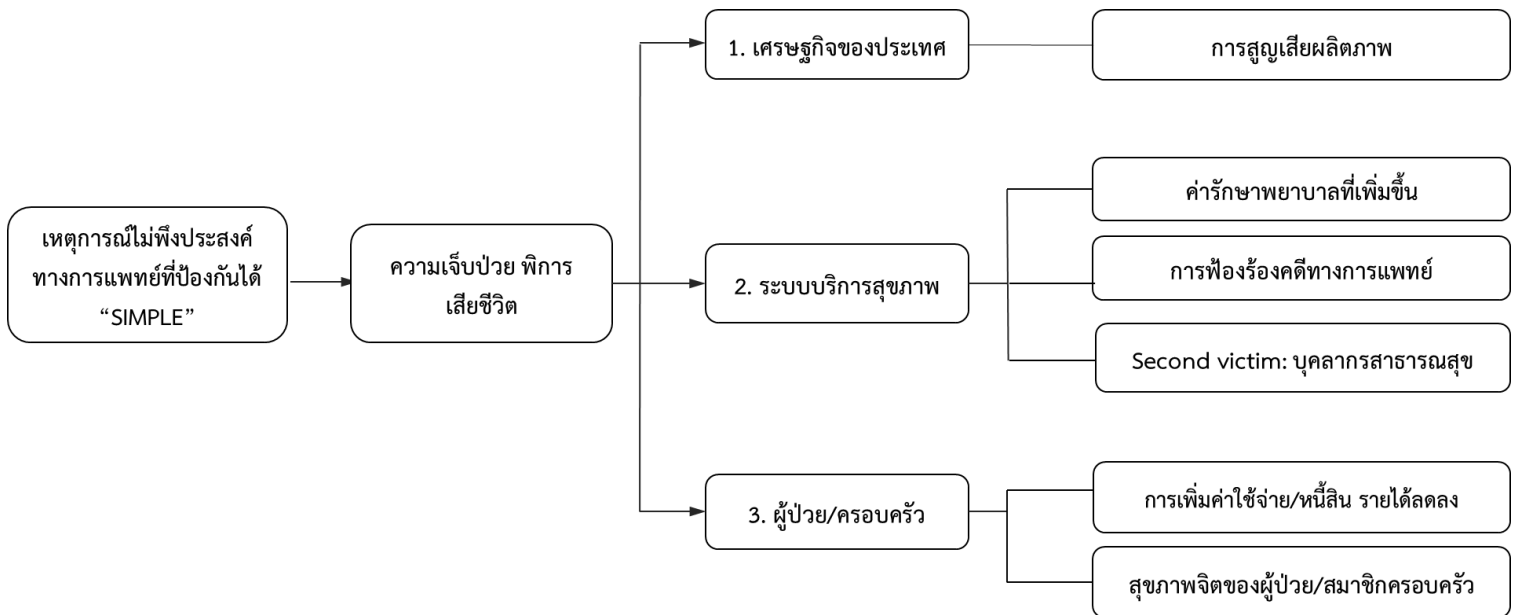 เหตุการณ์ไม่พึงประสงค์
ทางการแพทย์ที่ป้องกันได้
“SIMPLE”
ความเจ็บป่วย พิการ
เสียชีวิต
1. เศรษฐกิจของประเทศ
การสูญเสียผลิตภาพ
2. ระบบบริการสุขภาพ
ค่ารักษาพยาบาลที่เพิ่มขึ้น
การฟ้องร้องคดีทางการแพทย์
Second victim: บุคลากรสาธารณสุข
3. ผู้ป่วย/ครอบครัว
การเพิ่มค่าใช้จ่าย/หนี้สิน รายได้ลดลง
สุขภาพจิตของผู้ป่วย/สมาชิกครอบครัว